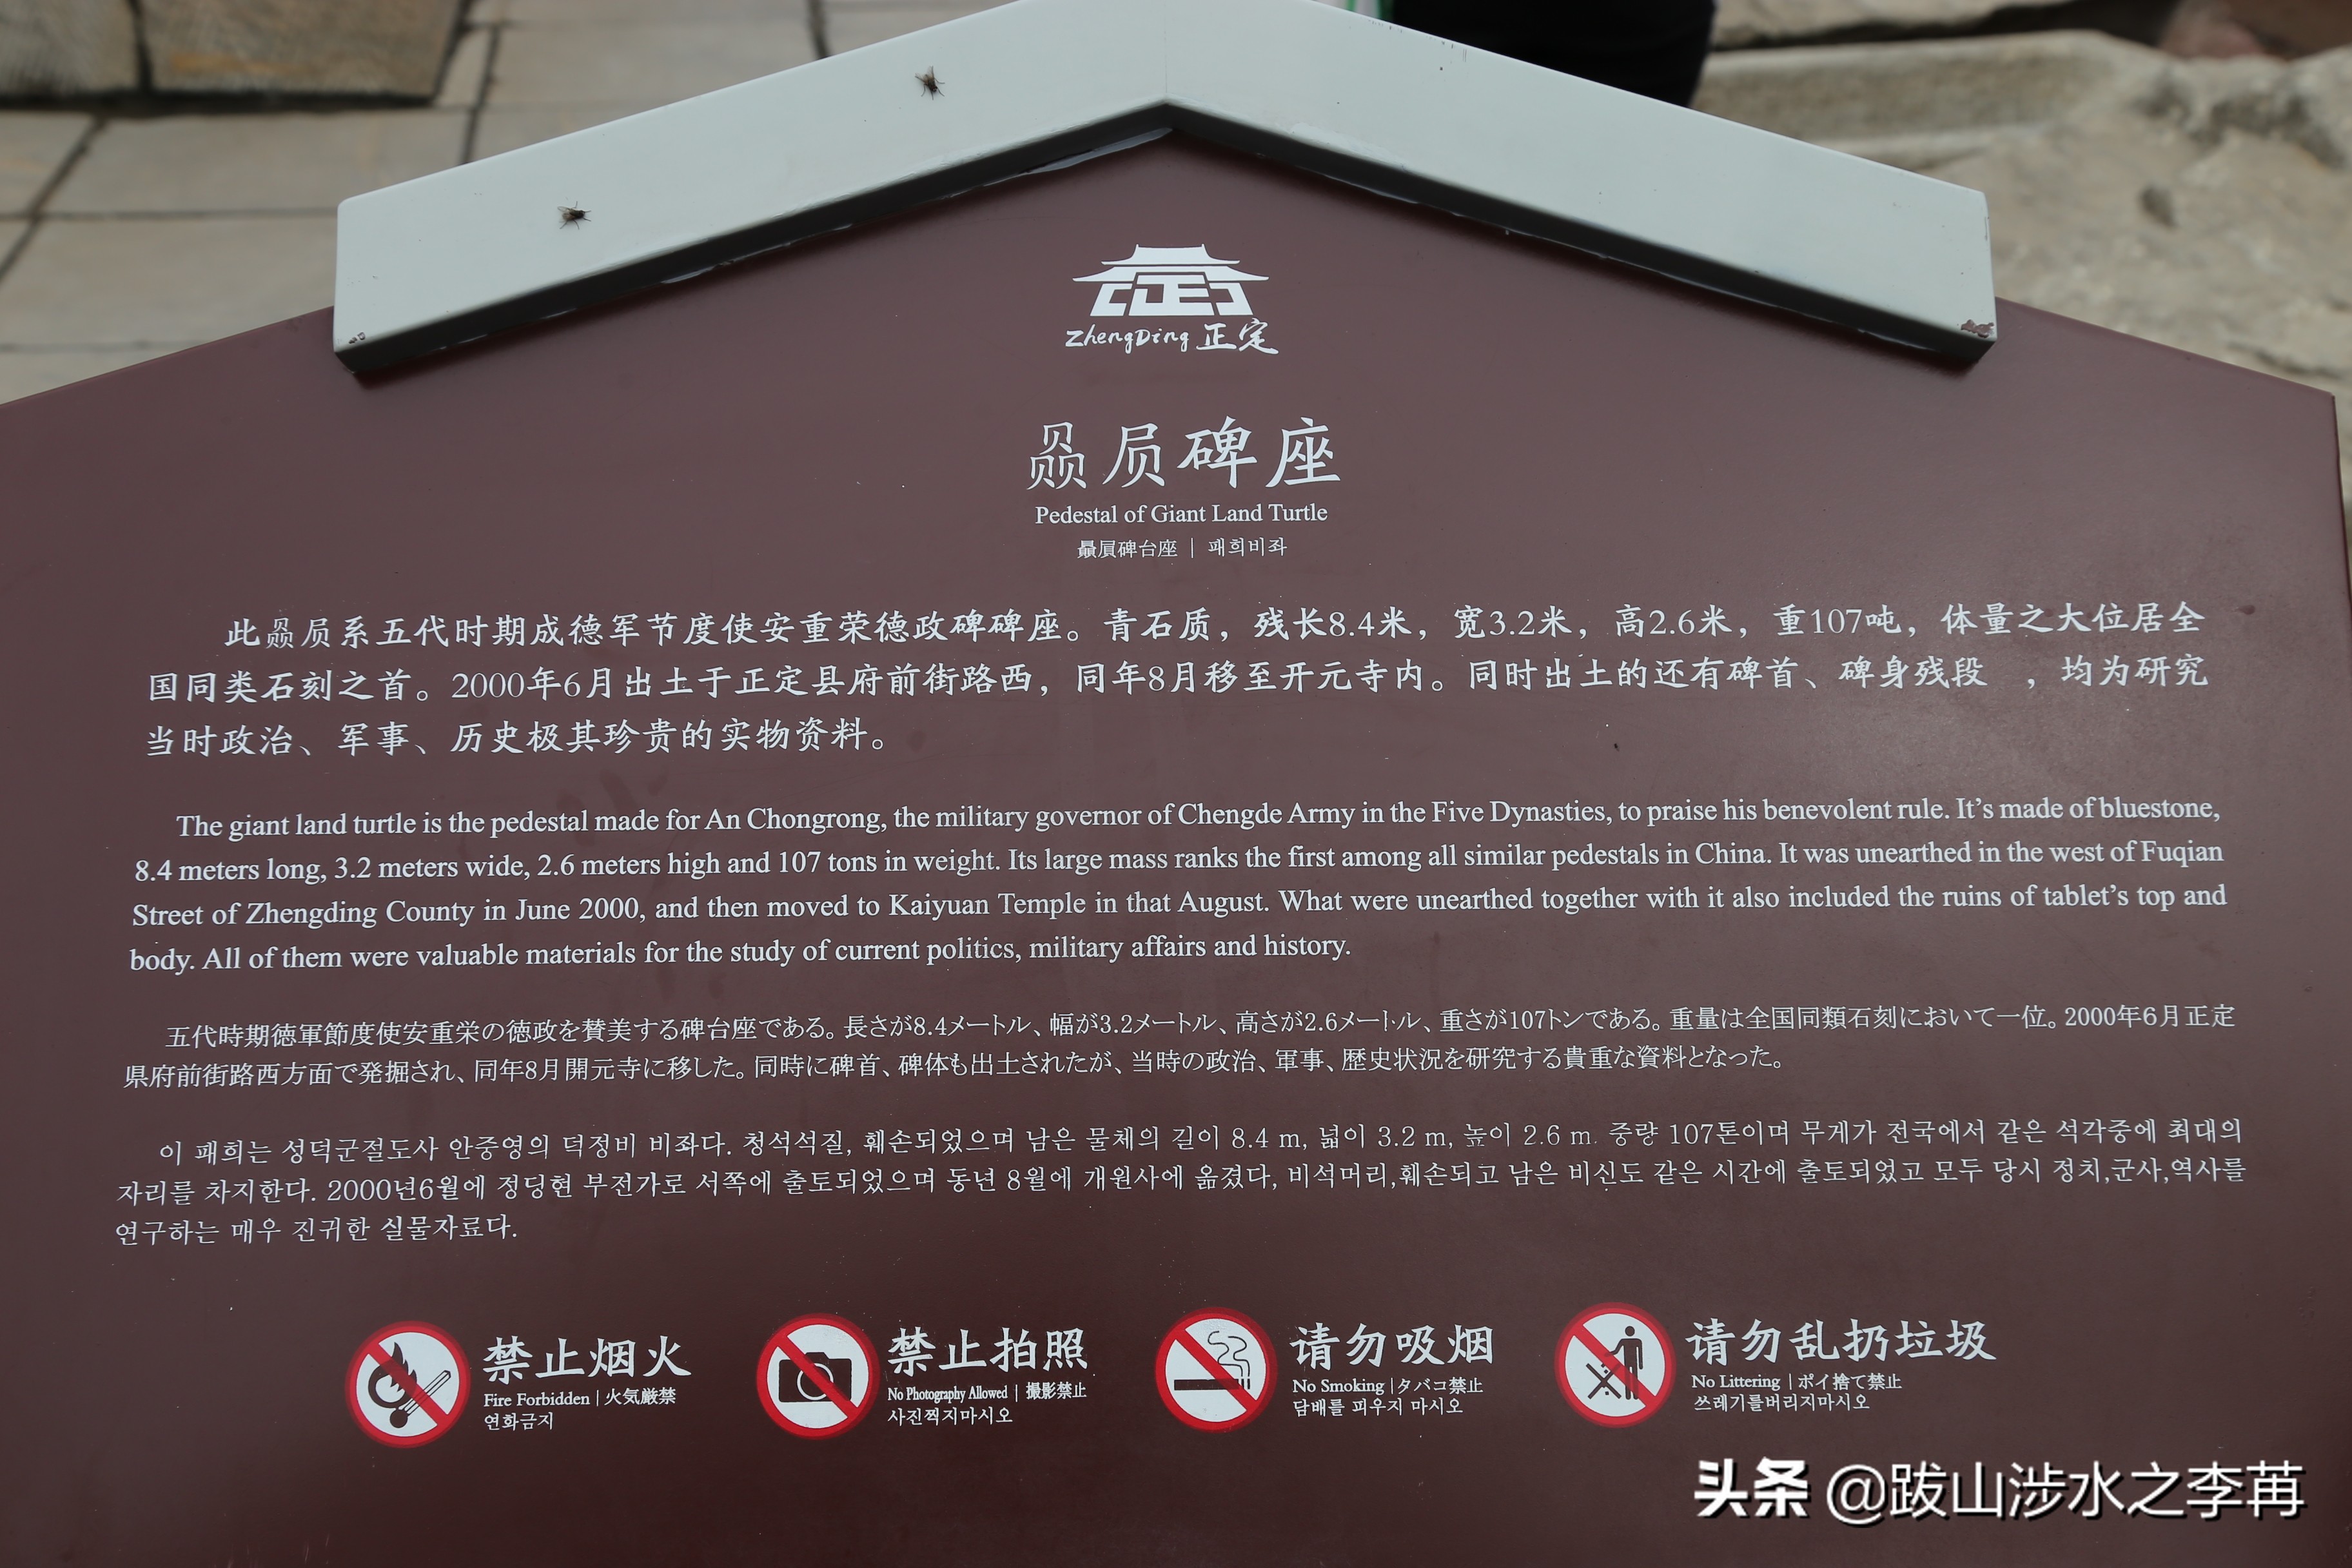 ZhengDing 正定
赑屃碑座
Pedestal of Giant Land Turtle
贔屓碑台座 | 패희비좌
此赑屃系五代时期成德军节度使安重荣德政碑碑座。青石质，残长8.4米，宽3.2米，高2.6米，重107吨，体量之大位居全
国同类石刻之首。2000年6月出土于正定县府前街路西，同年8月移至开元寺内。同时出土的还有碑首、碑身残段 ，均为研究
当时政治、军事、历史极其珍贵的实物资料。
The giant land turtle is the pedestal made for An Chongrong, the military governor of Chengde Army in the Five Dynasties, to praise his benevolent rule. It's made of bluestone,
8.4 meters long, 3.2 meters wide, 2.6 meters high and 107 tons in weight. Its large mass ranks the first among all similar pedestals in China. It was unearthed in the west of Fuqian
Street of Zhengding County in June 2000, and then moved to Kaiyuan Temple in that August. What were unearthed together with it also included the ruins of tablet's top and
body. All of them were valuable materials for the study of current politics, military affairs and history.
五代時期徳軍節度使安重栄の徳政を賛美する碑台座である。長さが8.4メートル、幅が3.2メートル、高さが2.6メートル、重さが107トンである。重量は全国同類石刻において一位。2000年6月正定
県府前街路西方面で発掘され、同年8月開元寺に移した。同時に碑首、碑体も出土されたが、当時の政治、軍事、歴史状況を研究する貴重な資料となった。
이 패희는 성덕군절도사 안중영의 덕정비 비좌다. 청석석질, 훼손되었으며 남은 물체의 길이 8.4 m, 넓이 3.2 m, 높이 2.6 m. 중량 107톤이며 무게가 전국에서 같은 석각중에 최대의
자리를 차지한다. 2000년6월에 정딩현 부전가로 서쪽에 출토되었으며 동년 8월에 개원사에 옮겼다, 비석머리,훼손되고 남은 비신도 같은 시간에 출토되었고 모두 당시 정치,군사,역사를
연구하는 매우 진귀한 실물자료다.
禁止烟火
Fire Forbidden | 火気厳禁
연화금지
禁止拍照
No Photography Allowed | 撮影禁止
사진찍지마시오
请勿吸烟
No Smoking |タバコ禁止
담배를 피우지 마시오
请勿乱扔垃圾
No Littering | ポイ捨て禁止
쓰레기를버리지마시오
头条 @跋山涉水之李苒